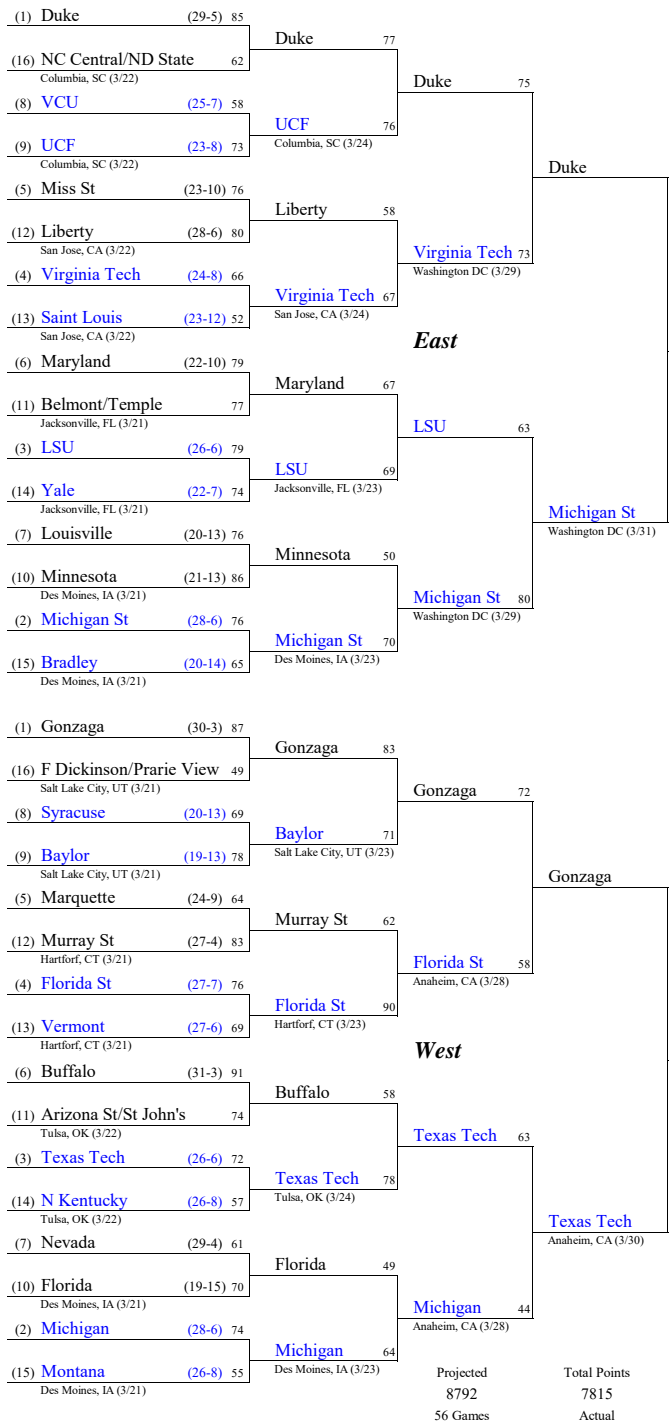 (1) Duke (29-5) 85
(16) NC Central/ND State 62
Columbia, SC (3/22)
(8) VCU (25-7) 58
(9) UCF (23-8) 73
Columbia, SC (3/22)
(5) Miss St (23-10) 76
(12) Liberty (28-6) 80
San Jose, CA (3/22)
(4) Virginia Tech (24-8) 66
(13) Saint Louis (23-12) 52
San Jose, CA (3/22)
(6) Maryland (22-10) 79
(11) Belmont/Temple 77
Jacksonville, FL (3/21)
(3) LSU (26-6) 79
(14) Yale (22-7) 74
Jacksonville, FL (3/21)
(7) Louisville (20-13) 76
(10) Minnesota (21-13) 86
Des Moines, IA (3/21)
(2) Michigan St (28-6) 76
(15) Bradley (20-14) 65
Des Moines, IA (3/21)
Duke 77
UCF 76
Columbia, SC (3/24)
Liberty 58
Virginia Tech 67
San Jose, CA (3/24)
Maryland 67
LSU 69
Jacksonville, FL (3/23)
Minnesota 50
Michigan St 70
Des Moines, IA (3/23)
Duke 75
Virginia Tech 73
Washington DC (3/29)
East
LSU 63
Michigan St 80
Washington DC (3/29)
Duke
Michigan St
Washington DC (3/31)
(1) Gonzaga (30-3) 87
(16) F Dickinson/Prarie View 49
Salt Lake City, UT (3/21)
(8) Syracuse (20-13) 69
(9) Baylor (19-13) 78
Salt Lake City, UT (3/21)
(5) Marquette (24-9) 64
(12) Murray St (27-4) 83
Hartforf, CT (3/21)
(4) Florida St (27-7) 76
(13) Vermont (27-6) 69
Hartforf, CT (3/21)
(6) Buffalo (31-3) 91
(11) Arizona St/St John's 74
Tulsa, OK (3/22)
(3) Texas Tech (26-6) 72
(14) N Kentucky (26-8) 57
Tulsa, OK (3/22)
(7) Nevada (29-4) 61
(10) Florida (19-15) 70
Des Moines, IA (3/21)
(2) Michigan (28-6) 74
(15) Montana (26-8) 55
Des Moines, IA (3/21)
Gonzaga 83
Baylor 71
Salt Lake City, UT (3/23)
Murray St 62
Florida St 90
Hartforf, CT (3/23)
Buffalo 58
Texas Tech 78
Tulsa, OK (3/24)
Florida 49
Michigan 64
Des Moines, IA (3/23)
Gonzaga 72
Florida St 58
Anaheim, CA (3/28)
West
Texas Tech 63
Michigan 44
Anaheim, CA (3/28)
Gonzaga
Texas Tech
Anaheim, CA (3/30)
Projected Total Points
8792 7815
56 Games Actual